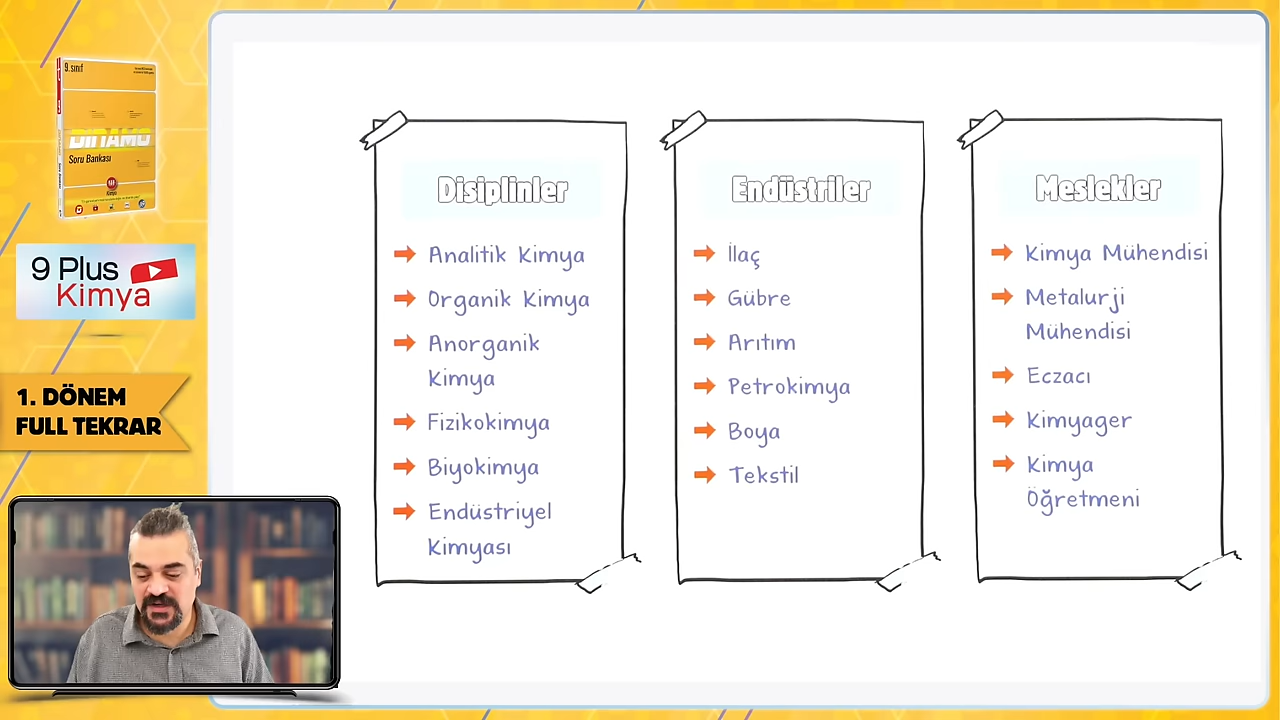 9.sınıf
DİNAMO
Soru Bankası
Kimya
9 Plus
Kimya
1. DÖNEM
FULL TEKRAR
Disiplinler
Analitik Kimya
Organik Kimya
Anorganik
Kimya
Fizikokimya
Biyokimya
Endüstriyel
Kimyası
Endüstriler
İlaç
Gübre
Arıtım
Petrokimya
Boya
Tekstil
Meslekler
Kimya Mühendisi
Metalurji
Mühendisi
Eczacı
Kimyager
Kimya
Öğretmeni